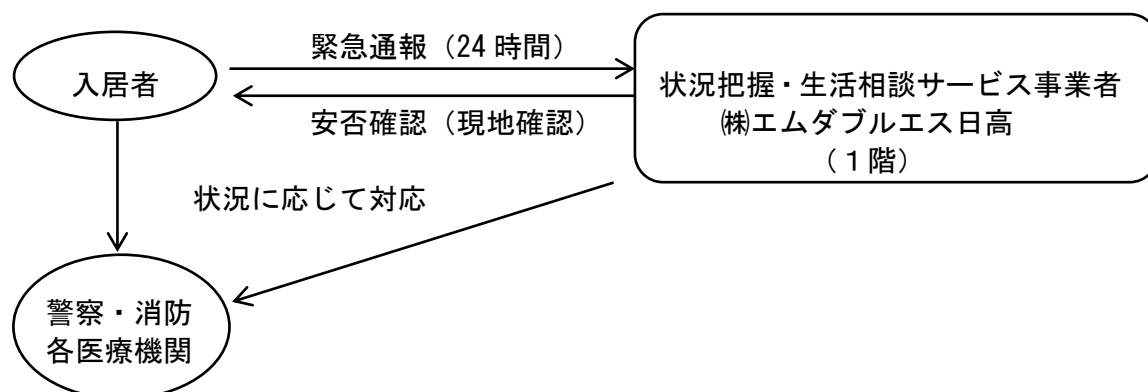 緊急通報（24時間）
入居者
状況把握・生活相談サービス事業者
㈱エムダブルエス日高
（１階）
安否確認（現地確認）
状況に応じて対応
警察・消防
各医療機関